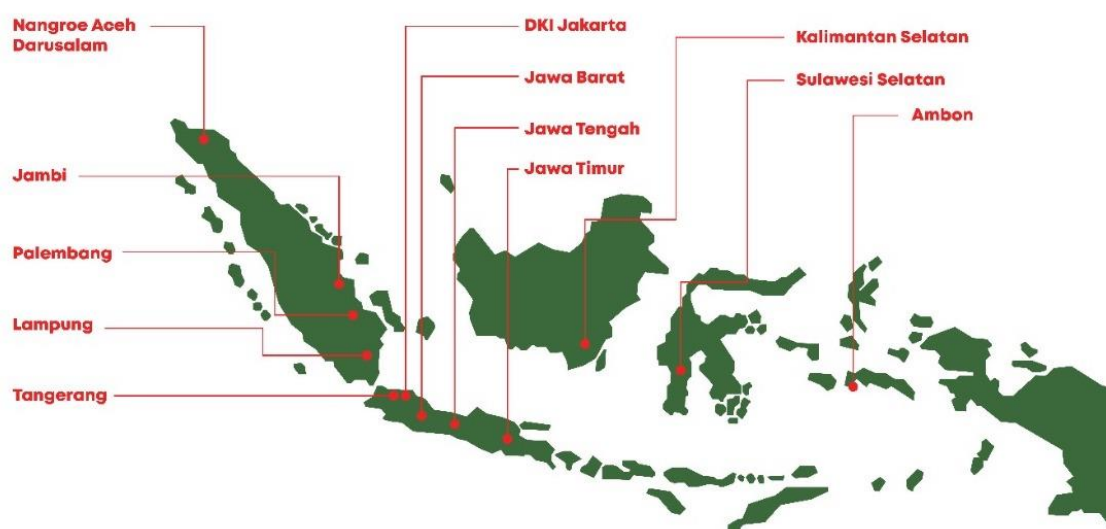 Nangroe Aceh
Darusalam
Jambi
Palembang
Lampung
Tangerang
DKI Jakarta
Jawa Barat
Jawa Tengah
Jawa Timur
Kalimantan Selatan
Sulawesi Selatan
Ambon